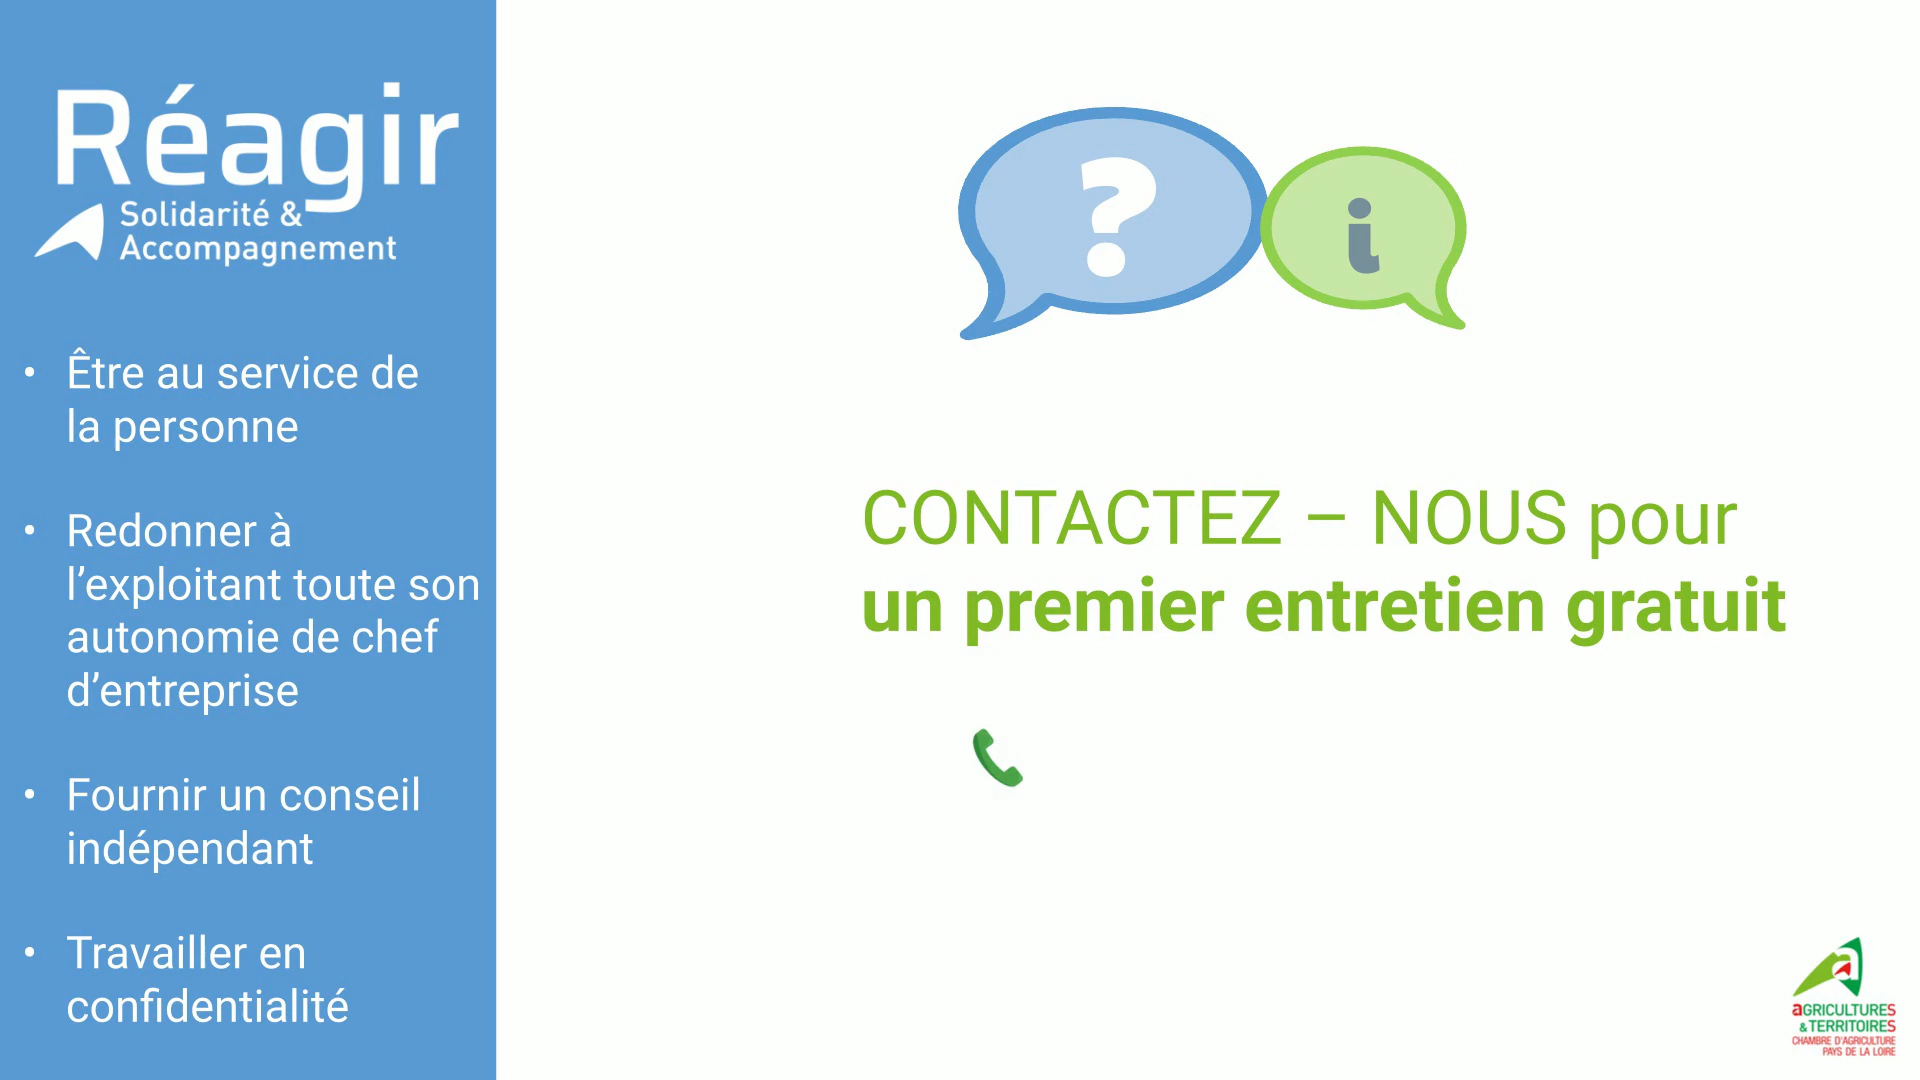 Réagir
Solidarité &
Accompagnement
• Être au service de
la personne
• Redonner à
l’exploitant toute son
autonomie de chef
d’entreprise
• Fournir un conseil
indépendant
• Travailler en
confidentialité
?
i
CONTACTEZ – NOUS pour
un premier entretien gratuit
a
aGRICULTURES
&TERRITOIRES
CHAMBRE D'AGRICULTURE
PAYS DE LA LOIRE